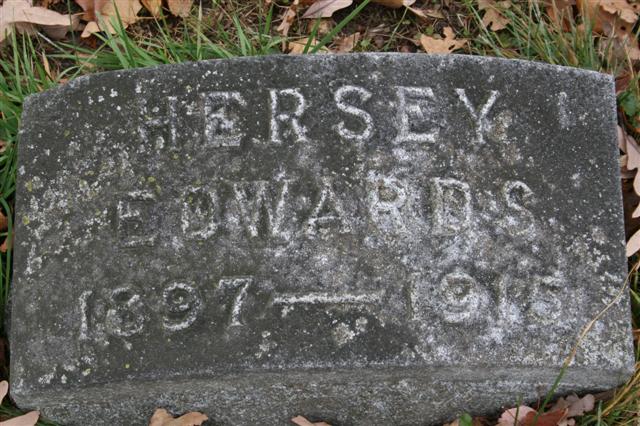 HERSEY
EDWARDS
1897 — 1915